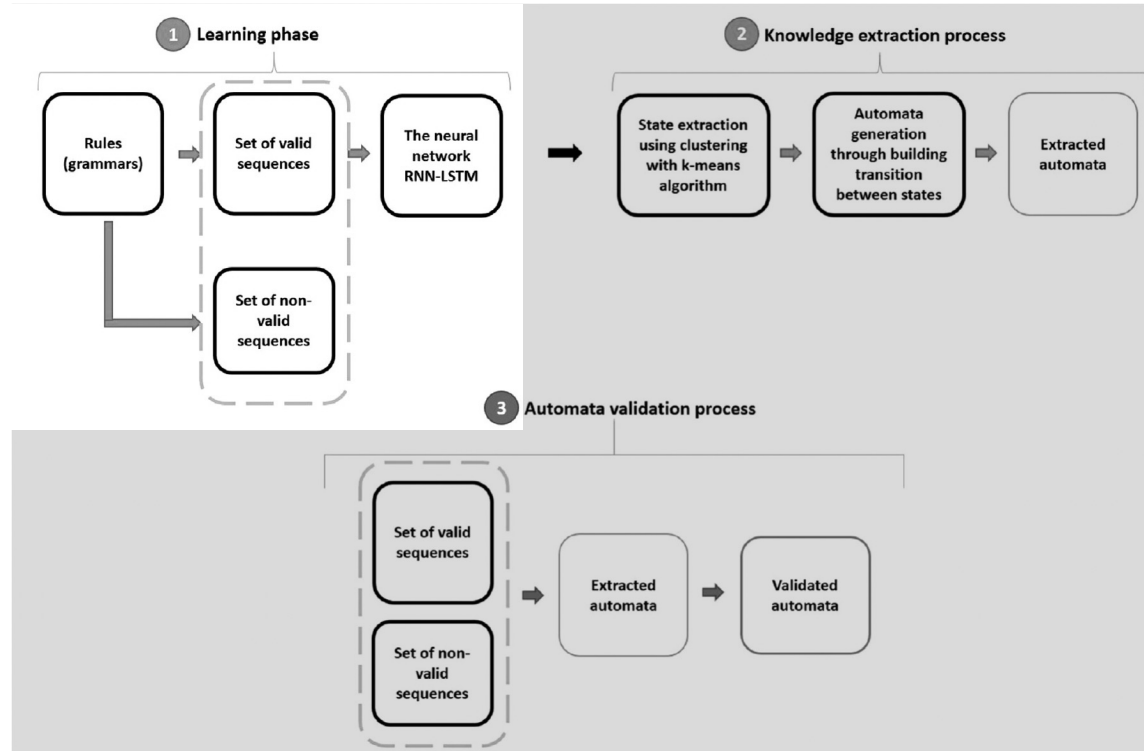 1 Learning phase
2 Knowledge extraction process
Rules
(grammars)
Set of valid
sequences
The neural
network
RNN-LSTM
State extraction
using clustering
with k-means
algorithm
Automata
generation
through building
transition
between states
Extracted
automata
Set of non-
valid
sequences
3 Automata validation process
Set of valid
sequences
Extracted
automata
Validated
automata
Set of non-
valid
sequences